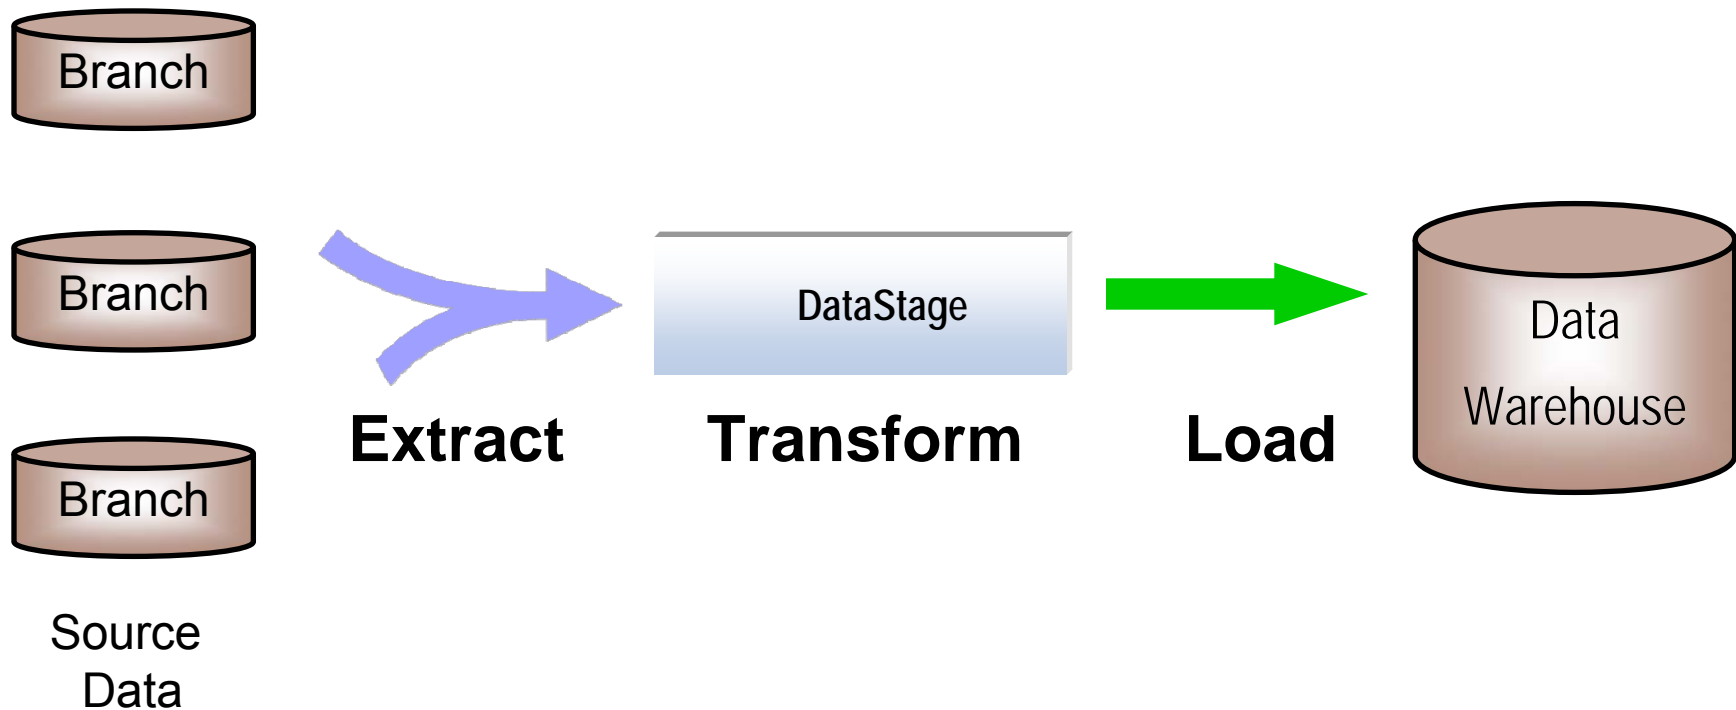 Branch
Branch
Branch
Source
Data
Extract
DataStage
Transform
Load
Data
Warehouse